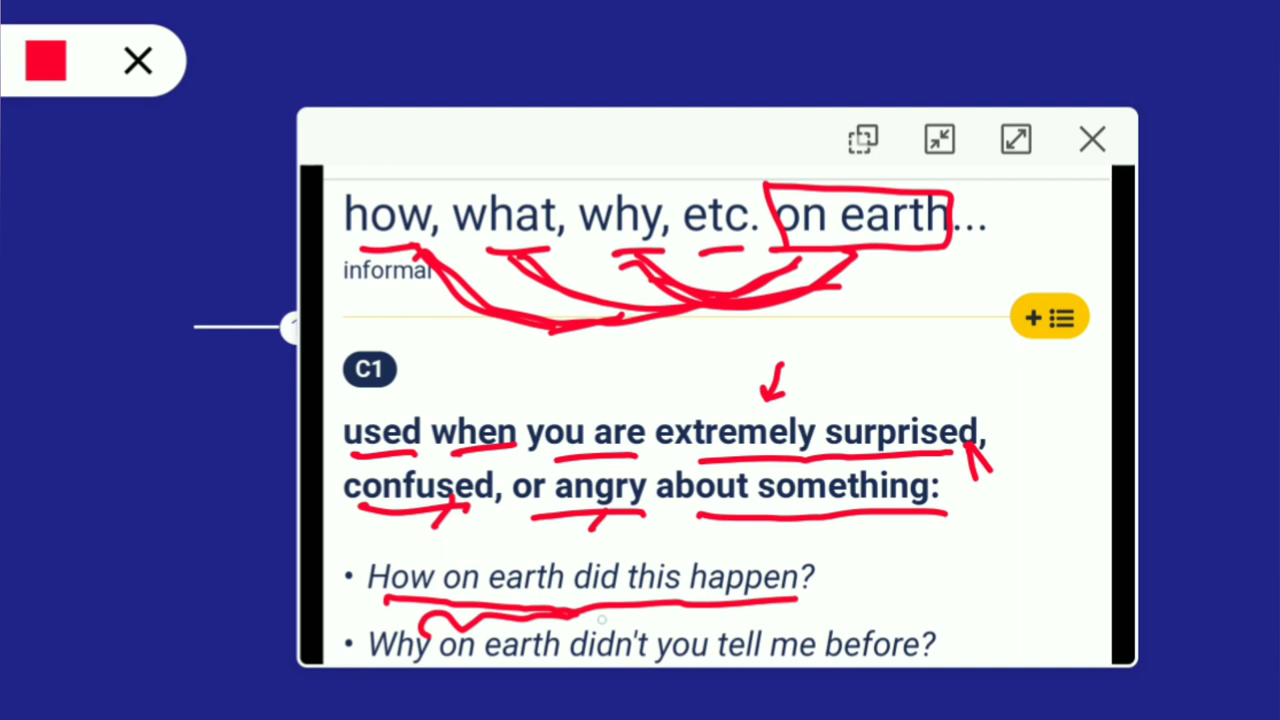 how, what, why, etc. on earth...
informal
C1
used when you are extremely surprised,
confused, or angry about something:
• How on earth did this happen?
• Why on earth didn't you tell me before?